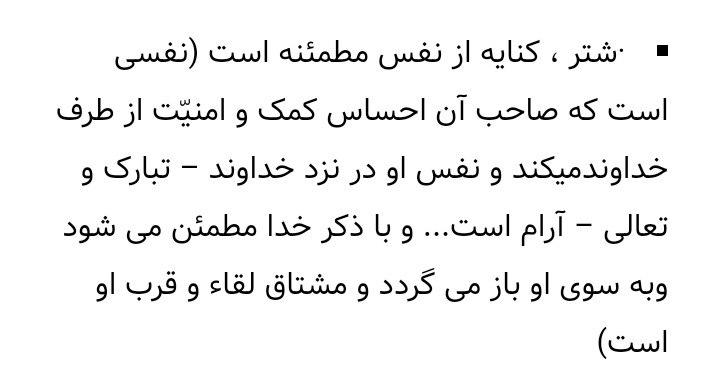 ▪ ·شتر ، کنایه از نفس مطمئنه است (نفسی
است که صاحب آن احساس کمک و امنیّت از طرف
خداوندمیکند و نفس او در نزد خداوند – تبارک و
تعالی – آرام است... و با ذکر خدا مطمئن می شود
وبه سوی او باز می گردد و مشتاق لقاء و قرب او
است)